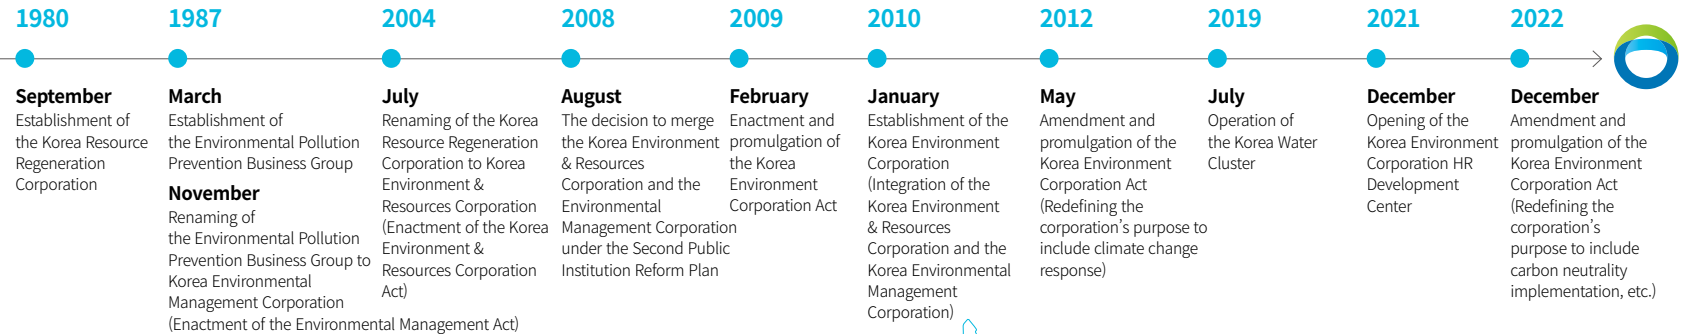 1980
September
Establishment of
the Korea Resource
Regeneration
Corporation
1987
March
Establishment of
the Environmental Pollution
Prevention Business Group
November
Renaming of
the Environmental Pollution
Prevention Business Group to
Korea Environmental
Management Corporation
(Enactment of the Environmental Management Act)
2004
July
Renaming of the Korea
Resource Regeneration
Corporation to Korea
Environment &
Resources Corporation
(Enactment of the Korea
Environment &
Resources Corporation
Act)
2008
August
The decision to merge
the Korea Environment
& Resources
Corporation and the
Environmental
Management Corporation
under the Second Public
Institution Reform Plan
2009
February
Enactment and
promulgation of
the Korea
Environment
Corporation Act
2010
January
Establishment of the
Korea Environment
Corporation
(Integration of the
Korea Environment
& Resources
Corporation and the
Korea Environmental
Management
Corporation)
2012
May
Amendment and
promulgation of the
Korea Environment
Corporation Act
(Redefining the
corporation's purpose to
include climate change
response)
2019
July
Operation of
the Korea Water
Cluster
2021
December
Opening of the
Korea Environment
Corporation HR
Development
Center
2022
December
Amendment and
promulgation of the
Korea Environment
Corporation Act
(Redefining the
corporation's
purpose to include
carbon neutrality
implementation, etc.)